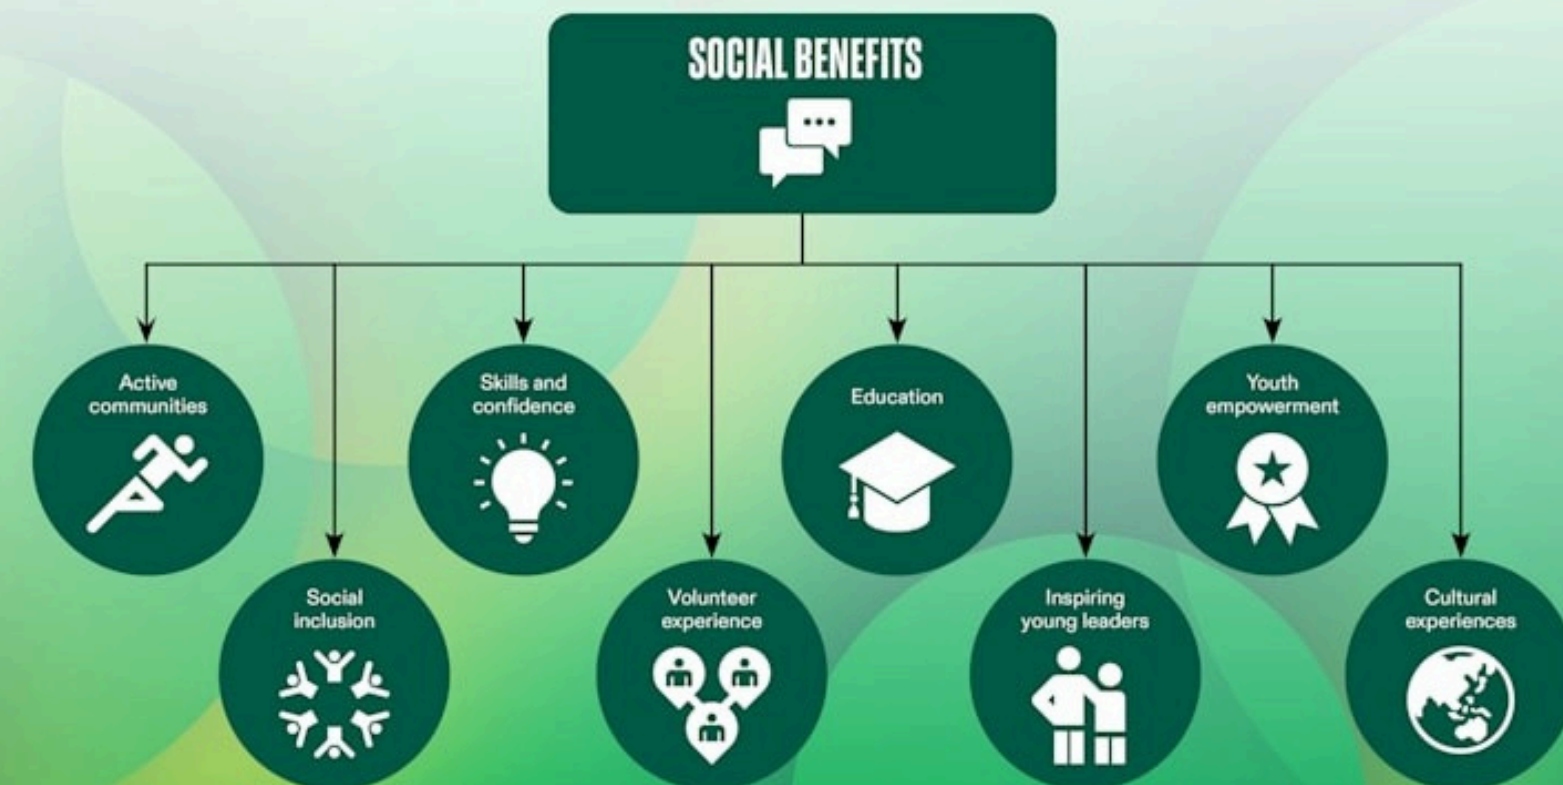 SOCIAL BENEFITS
Active
communities
Skills and
confidence
Education
Youth
empowerment
Social
inclusion
Volunteer
experience
Inspiring
young leaders
Cultural
experiences